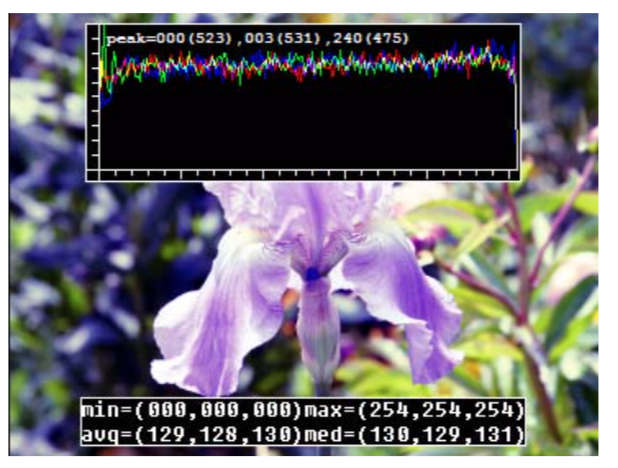 peak=000(523),003(531),240(475)
min=(000,000,000)max=(254,254,254)
avg=(129,128,130)med=(130,129,131)